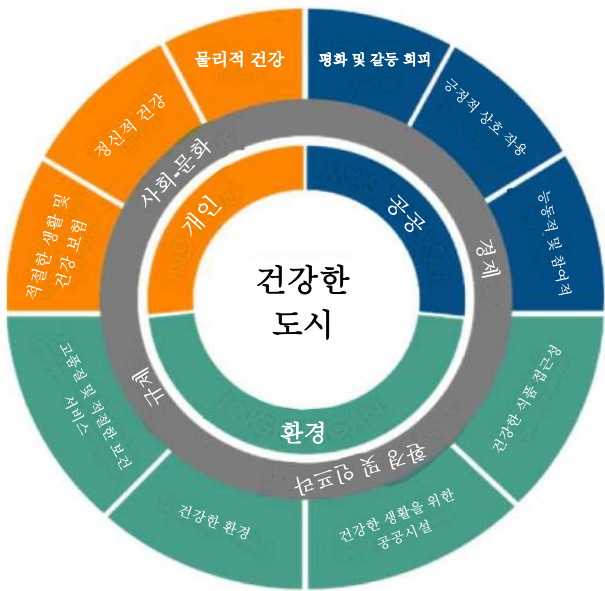 물리적 건강
평화 및 갈등 회피
정신적 건강
긍정적 상호 작용
적절한 생활 및
건강 보험
능동적 및 참여적
사회-문화
경제
개인
공공
건강한
도시
환경
규제
환경 및 인프라
고품질 및 적절한 보건
서비스
건강한 식품 접근성
건강한 환경
건강한 생활을 위한
공공시설